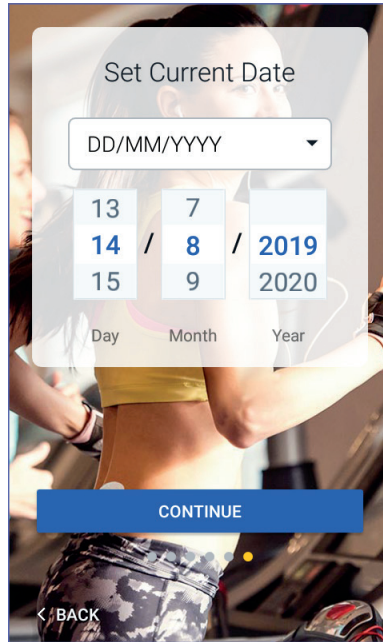 Set Current Date
DD/MM/YYYY
13 7
14 / 8 / 2019
15 9 2020
Day Month Year
CONTINUE
< BACK